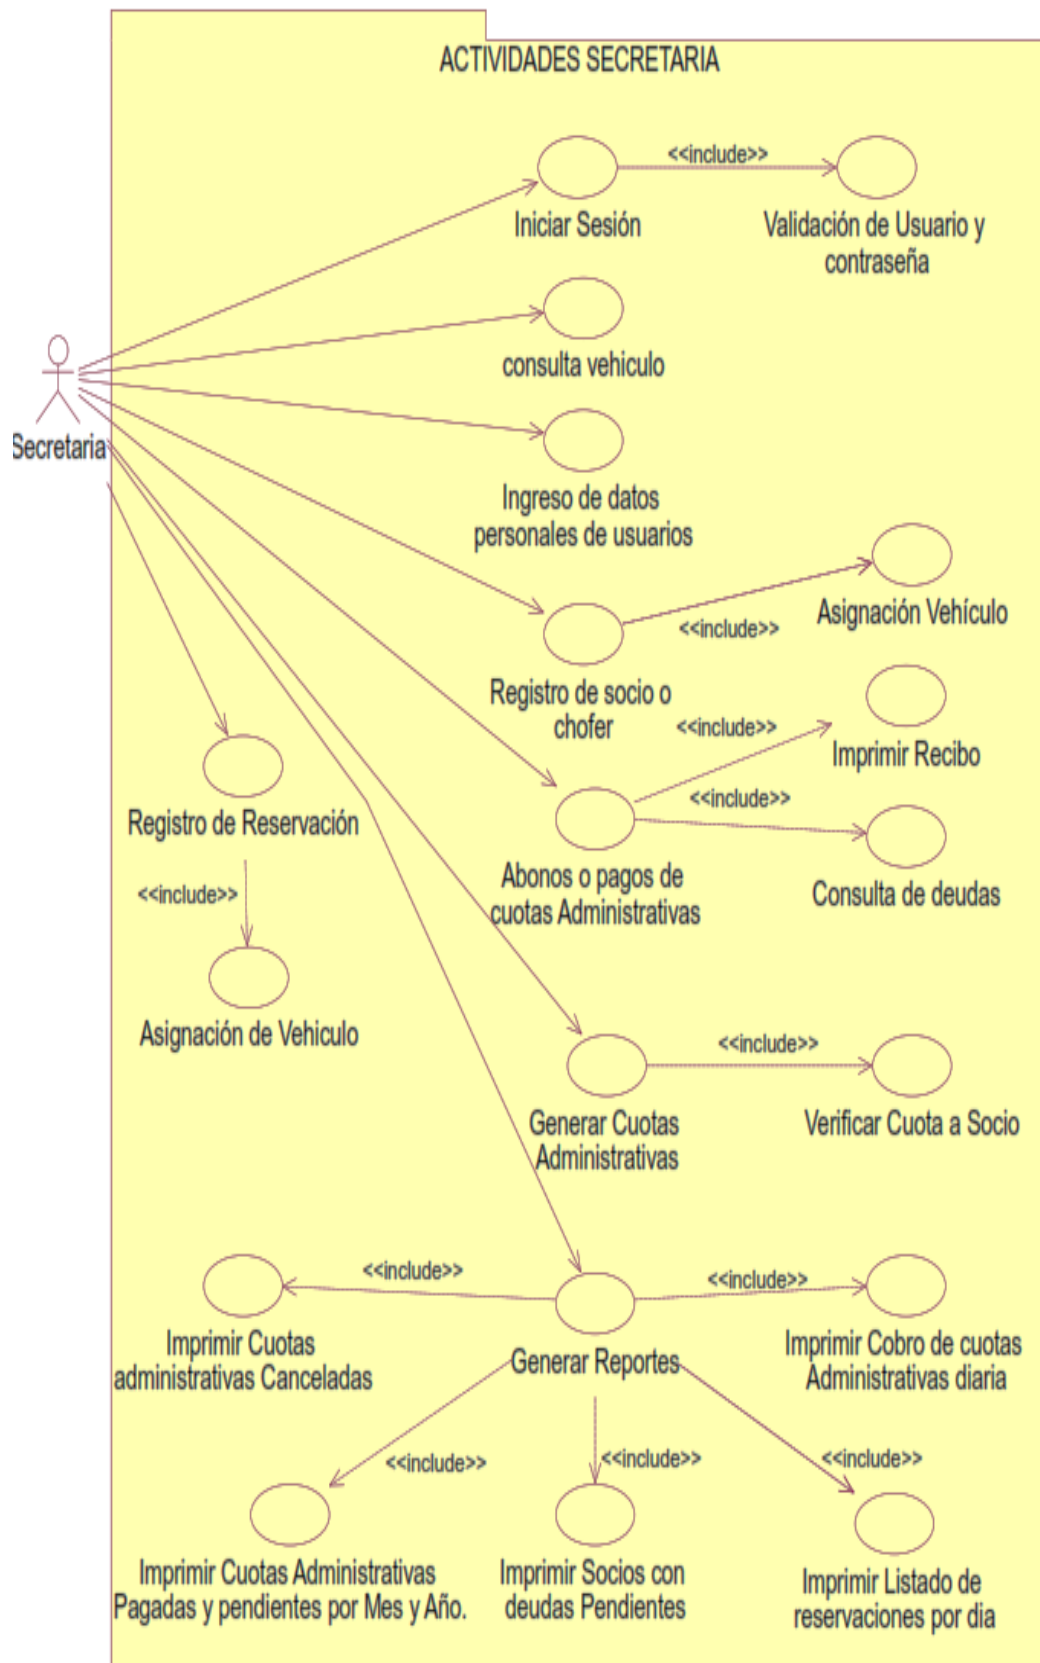 ACTIVIDADES SECRETARIA
<<include>>
Iniciar Sesión
Validación de Usuario y
contraseña
consulta vehiculo
Secretaria
Ingreso de datos
personales de usuarios
<<include>>
Asignación Vehículo
Registro de socio o
chofer
<<include>>
Imprimir Recibo
<<include>>
Registro de Reservación
Abonos o pagos de
cuotas Administrativas
Consulta de deudas
<<include>>
Asignación de Vehiculo
<<include>>
Generar Cuotas
Administrativas
Verificar Cuota a Socio
<<include>>
<<include>>
Imprimir Cuotas
administrativas Canceladas
Generar Reportes
Imprimir Cobro de cuotas
Administrativas diaria
<<include>>
<<include>>
<<include>>
Imprimir Cuotas Administrativas
Pagadas y pendientes por Mes y Año.
Imprimir Socios con
deudas Pendientes
Imprimir Listado de
reservaciones por dia